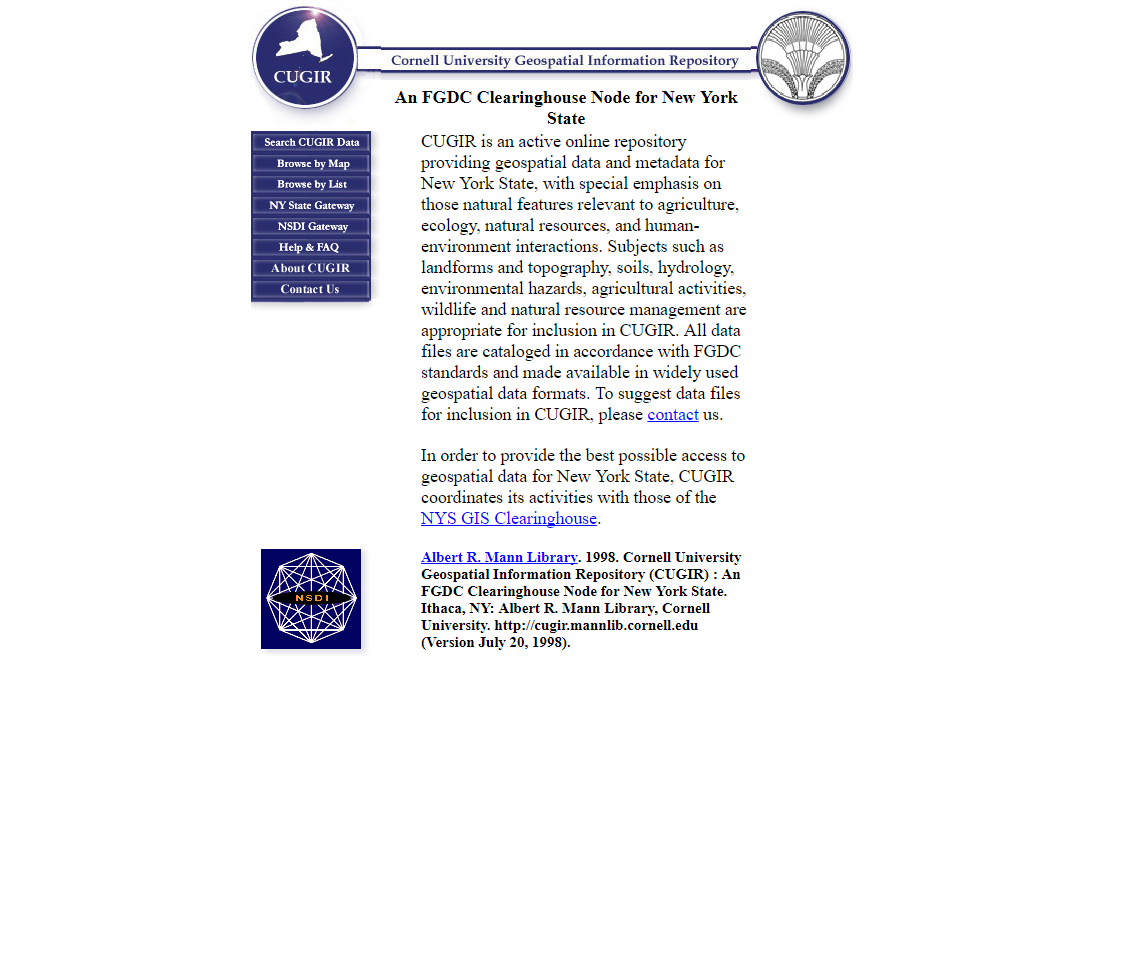 CUGIR
Cornell University Geospatial Information Repository
An FGDC Clearinghouse Node for New York
State
Search CUGIR Data
Browse by Map
Browse by List
NY State Gateway
NSDI Gateway
Help & FAQ
About CUGIR
Contact Us
CUGIR is an active online repository
providing geospatial data and metadata for
New York State, with special emphasis on
those natural features relevant to agriculture,
ecology, natural resources, and human-
environment interactions. Subjects such as
landforms and topography, soils, hydrology,
environmental hazards, agricultural activities,
wildlife and natural resource management are
appropriate for inclusion in CUGIR. All data
files are cataloged in accordance with FGDC
standards and made available in widely used
geospatial data formats. To suggest data files
for inclusion in CUGIR, please contact us.
In order to provide the best possible access to
geospatial data for New York State, CUGIR
coordinates its activities with those of the
NYS GIS Clearinghouse.
NSDI
Albert R. Mann Library. 1998. Cornell University
Geospatial Information Repository (CUGIR) : An
FGDC Clearinghouse Node for New York State.
Ithaca, NY: Albert R. Mann Library, Cornell
University. http://cugir.mannlib.cornell.edu
(Version July 20, 1998).